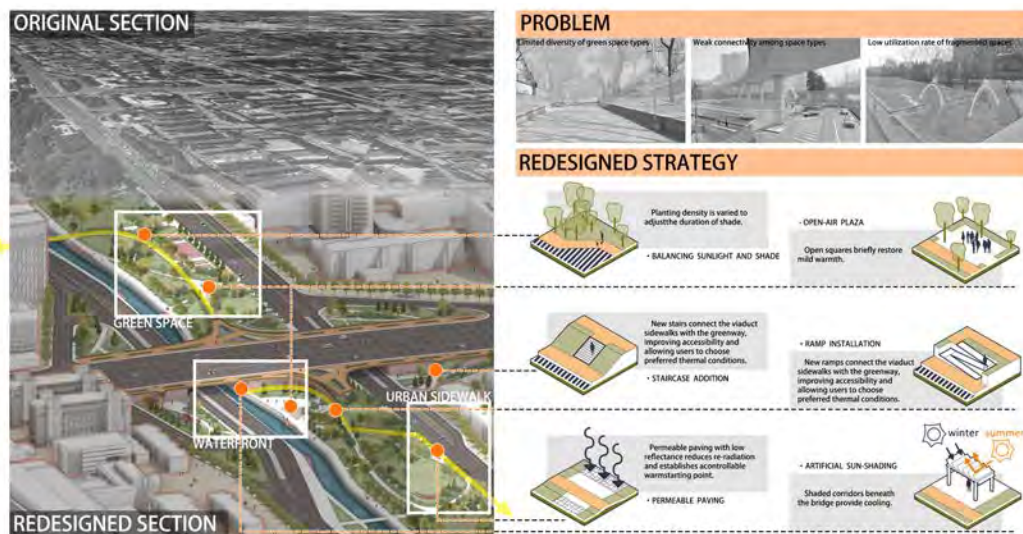 ORIGINAL SECTION
GREEN SPACE
URBAN SIDEWALK
WATERFRONT
REDESIGNED SECTION
PROBLEM
Limited diversity of green space types
Weak connectivity among space types
Low utilization rate of fragmented spaces
REDESIGNED STRATEGY
Planting density is varied to
adjustthe duration of shade.
• BALANCING SUNLIGHT AND SHADE
- OPEN-AIR PLAZA
Open squares briefly restore
mild warmth.
New stairs connect the viaduct
sidewalks with the greenway,
improving accessibility and
allowing users to choose
preferred thermal conditions.
• STAIRCASE ADDITION
• RAMP INSTALLATION
New ramps connect the viaduct
sidewalks with the greenway,
improving accessibility and
allowing users to choose
preferred thermal conditions.
Permeable paving with low
reflectance reduces re-radiation
and establishes acontrollable
warmstarting point.
• PERMEABLE PAVING
winter summer
• ARTIFICIAL SUN-SHADING
Shaded corridors beneath
the bridge provide cooling.